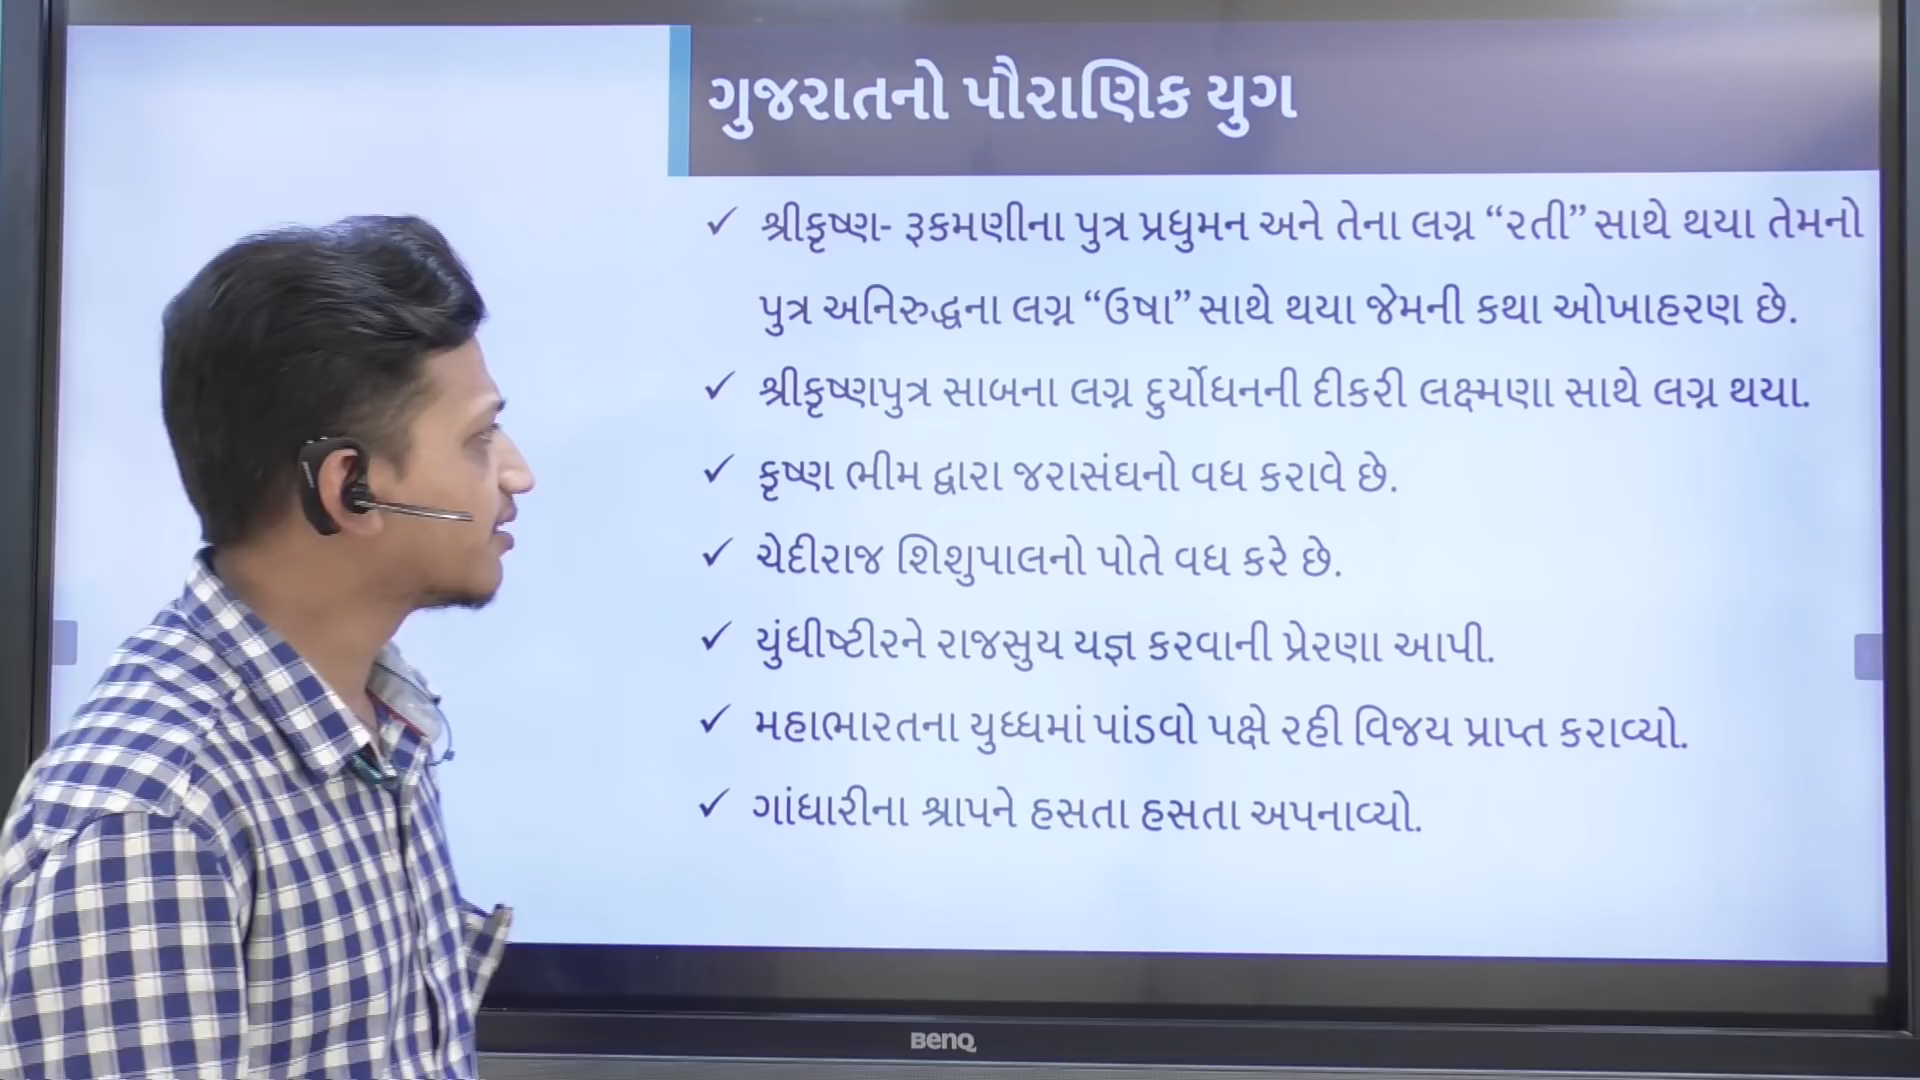 ગુજરાતનો પૌરાણિક યુગ
✓ શ્રીકૃષ્ણ- રૂકમણીના પુત્ર પ્રધુમન અને તેના લગ્ન “રતી” સાથે થયા તેમનો
પુત્ર અનિરુદ્ધના લગ્ન “ઉષા” સાથે થયા જેમની કથા ઓખાહરણ છે.
✓ શ્રીકૃષ્ણપુત્ર સાબના લગ્ન દુર્યોધનની દીકરી લક્ષ્મણા સાથે લગ્ન થયા.
✓ કૃષ્ણ ભીમ દ્વારા જરાસંઘનો વધ કરાવે છે.
✓ ચેદીરાજ શિશુપાલનો પોતે વધ કરે છે.
✓ યુંધીષ્ટીરને રાજસુય યજ્ઞ કરવાની પ્રેરણા આપી.
✓ મહાભારતના યુધ્ધમાં પાંડવો પક્ષે રહી વિજય પ્રાપ્ત કરાવ્યો.
✓ ગાંધારીના શ્રાપને હસતા હસતા અપનાવ્યો.
BenQ